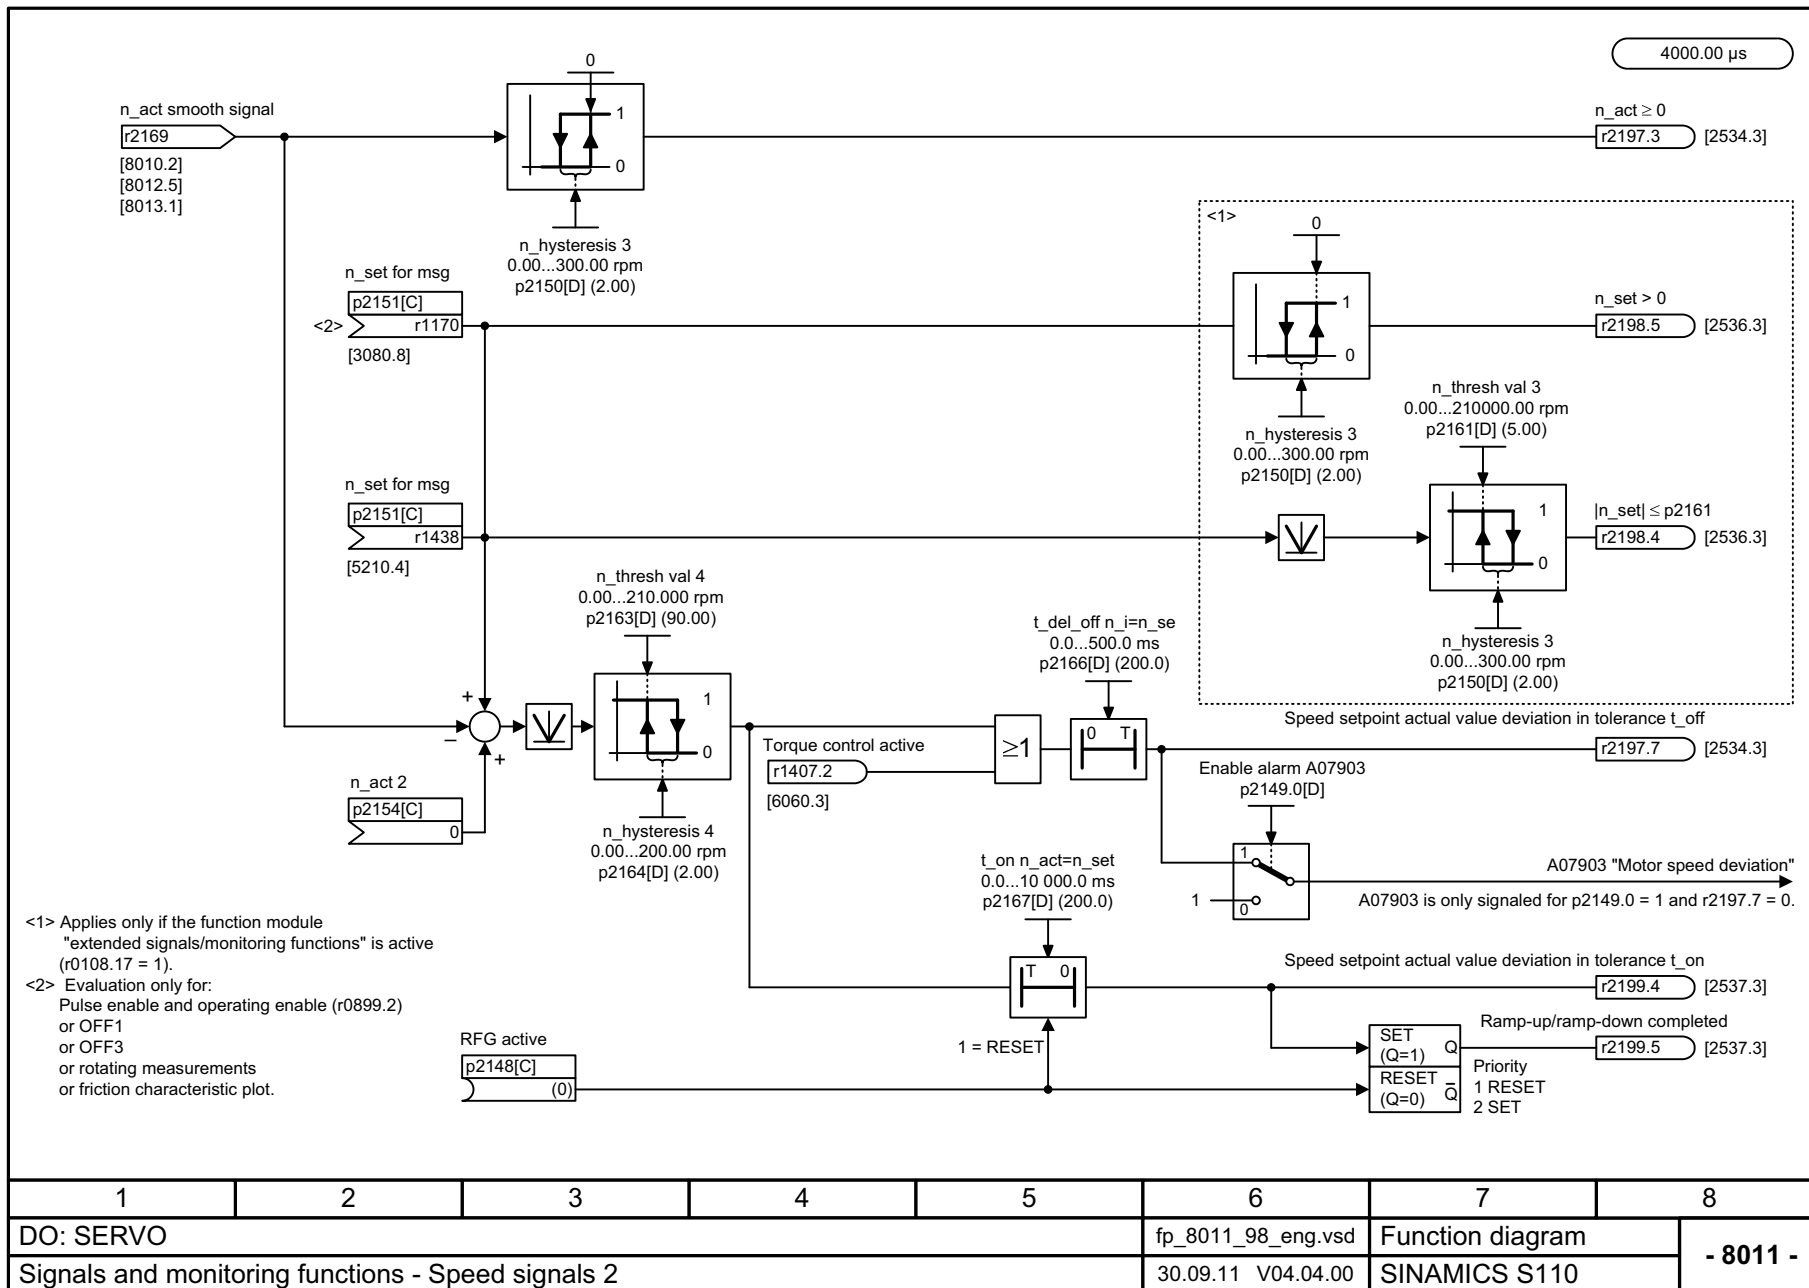 4000.00 µs
0
n_act smooth signal
r2169
[8010.2]
[8012.5]
[8013.1]
1
0
n_act ≥ 0
r2197.3
[2534.3]
n_hysteresis 3
0.00...300.00 rpm
p2150[D] (2.00)
<1>
0
n_set for msg
p2151[C]
<2>
r1170
[3080.8]
1
0
n_set > 0
r2198.5
[2536.3]
n_hysteresis 3
0.00...300.00 rpm
p2150[D] (2.00)
n_thresh val 3
0.00...210000.00 rpm
p2161[D] (5.00)
n_set for msg
p2151[C]
r1438
[5210.4]
1
0
|n_set| ≤ p2161
r2198.4
[2536.3]
n_hysteresis 3
0.00...300.00 rpm
p2150[D] (2.00)
n_thresh val 4
0.00...210.000 rpm
p2163[D] (90.00)
t_del_off n_i=n_se
0.0...500.0 ms
p2166[D] (200.0)
+
–
+
1
0
n_act 2
p2154[C]
0
n_hysteresis 4
0.00...200.00 rpm
p2164[D] (2.00)
Torque control active
r1407.2
[6060.3]
≥1
0 T
Speed setpoint actual value deviation in tolerance t_off
r2197.7
[2534.3]
Enable alarm A07903
p2149.0[D]
1
1
0
A07903 "Motor speed deviation"
A07903 is only signaled for p2149.0 = 1 and r2197.7 = 0.
t_on n_act=n_set
0.0...10 000.0 ms
p2167[D] (200.0)
T 0
1 = RESET
Speed setpoint actual value deviation in tolerance t_on
r2199.4
[2537.3]
Ramp-up/ramp-down completed
r2199.5
[2537.3]
SET
(Q=1)
Q
RESET
(Q=0)
Q̅
Priority
1 RESET
2 SET
RFG active
p2148[C]
(0)
<1> Applies only if the function module
"extended signals/monitoring functions" is active
(r0108.17 = 1).
<2> Evaluation only for:
Pulse enable and operating enable (r0899.2)
or OFF1
or OFF3
or rotating measurements
or friction characteristic plot.
1 2 3 4 5 6 7 8
DO: SERVO
fp_8011_98_eng.vsd
Function diagram
- 8011 -
Signals and monitoring functions - Speed signals 2
30.09.11 V04.04.00
SINAMICS S110